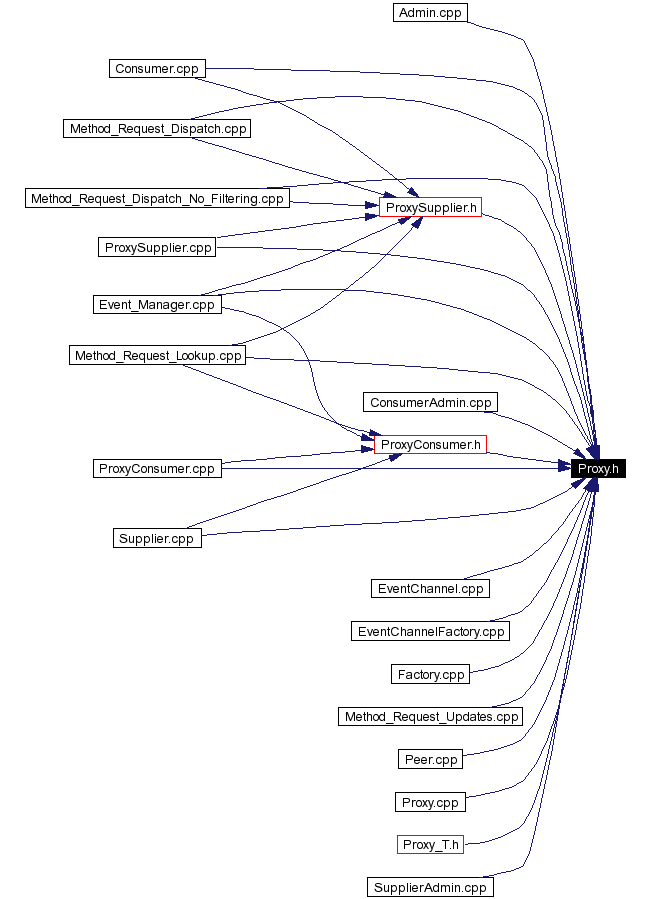 Admin.cpp
Consumer.cpp
Method_Request_Dispatch.cpp
Method_Request_Dispatch_No_Filtering.cpp
ProxySupplier.h
ProxySupplier.cpp
Event_Manager.cpp
Method_Request_Lookup.cpp
ConsumerAdmin.cpp
ProxyConsumer.h
ProxyConsumer.cpp
Proxy.h
Supplier.cpp
EventChannel.cpp
EventChannelFactory.cpp
Factory.cpp
Method_Request_Updates.cpp
Peer.cpp
Proxy.cpp
Proxy_T.h
SupplierAdmin.cpp